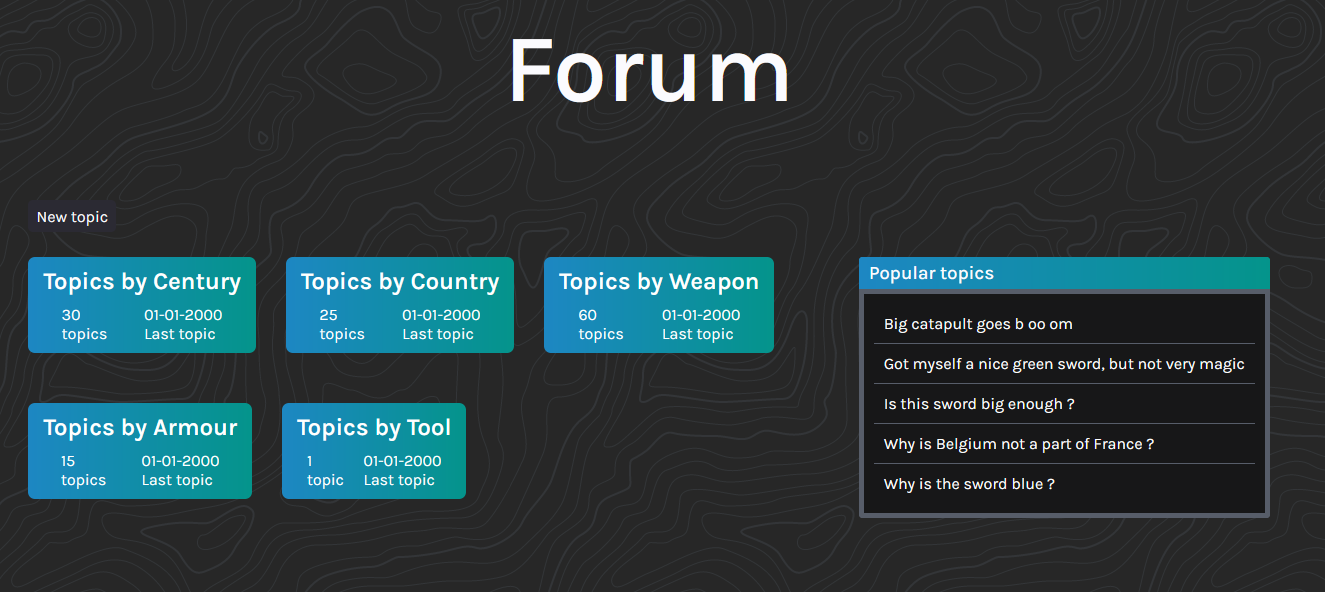 Forum
New topic
Topics by Century
30 topics
01-01-2000 Last topic
Topics by Country
25 topics
01-01-2000 Last topic
Topics by Weapon
60 topics
01-01-2000 Last topic
Topics by Armour
15 topics
01-01-2000 Last topic
Topics by Tool
1 topic
01-01-2000 Last topic
Popular topics
Big catapult goes b oo om
Got myself a nice green sword, but not very magic
Is this sword big enough ?
Why is Belgium not a part of France ?
Why is the sword blue ?